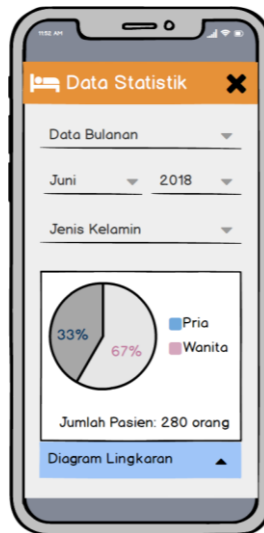 11:52 AM
Data Statistik
Data Bulanan
Juni 2018
Jenis Kelamin
33%
67%
Pria
Wanita
Jumlah Pasien: 280 orang
Diagram Lingkaran